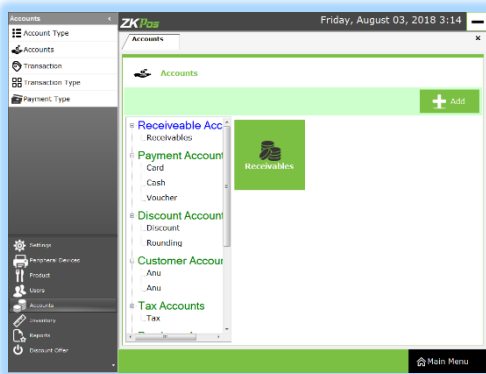 Accounts
Account Type
Accounts
Transaction
Transaction Type
Payment Type
Settings
Peripheral Devices
Product
Users
Accounts
Inventory
Reports
Discount Offer
ZKPos
Friday, August 03, 2018 3:14
Accounts
Accounts
Add
Receiveable Acc
Receivables
Payment Account
Card
Cash
Voucher
Discount Account
Discount
Rounding
Customer Accour
Anu
Anu
Tax Accounts
Tax
Receivables
Main Menu